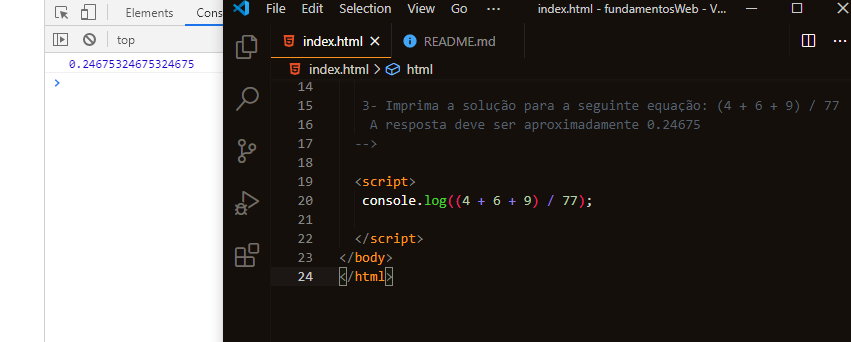 Elements Cons
top
0.24675324675324675
File Edit Selection View Go ··· index.html - fundamentosWeb - V...
index.html README.md
index.html > html
14
15 3- Imprima a solução para a seguinte equação: (4 + 6 + 9) / 77
16 A resposta deve ser aproximadamente 0.24675
17 -->
18
19 <script>
20 console.log((4 + 6 + 9) / 77);
21
22 </script>
23 </body>
24 </html>